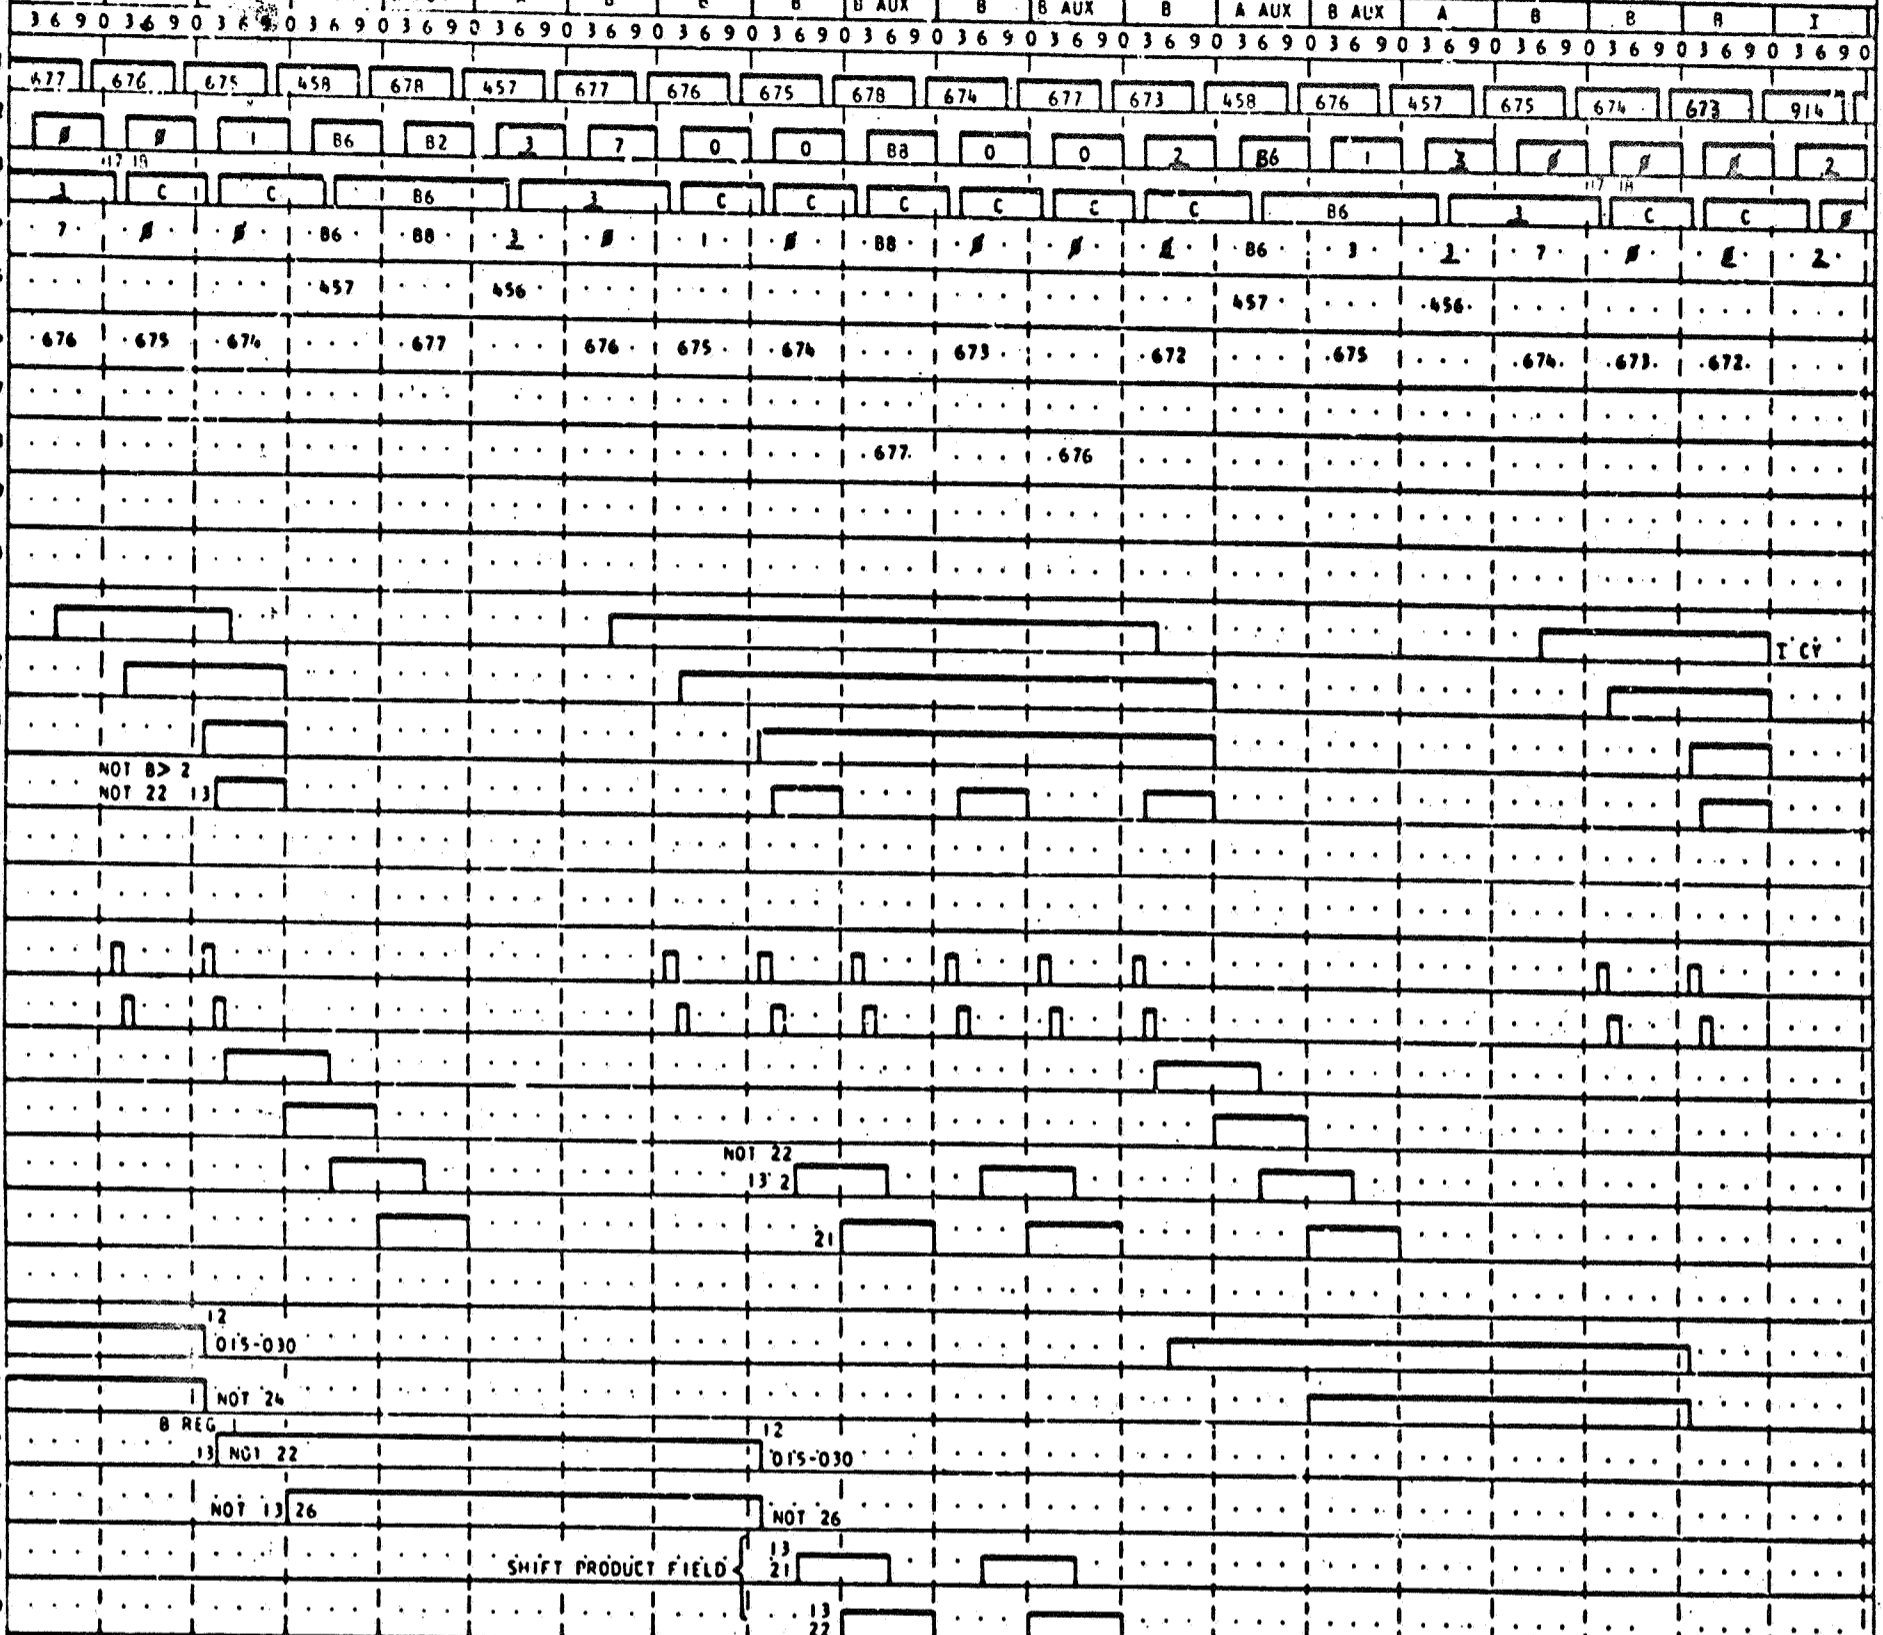 B AUX B B AUX B A AUX B AUX A B B B I
3 6 9 0 3 6 9 0 3 6 9 0 3 6 9 0 3 6 9 0 3 6 9 0 3 6 9 0 3 6 9 0 3 6 9 0 3 6 9 0 3 6 9 0 3 6 9 0 3 6 9 0 3 6 9 0 3 6 9 0 3 6 9 0 3 6 9 0 3 6 9 0 3 6 9 0 3 6 9 0
677 676 675 458 678 457 677 676 675 678 674 677 673 458 676 457 675 674 673 914
Ø Ø 1 B6 B2 3 7 0 0 B8 0 0 2 B6 1 3 Ø Ø Ø 2
17 18 17 18
3 C C B6 3 C C C C C C B6 3 C C Ø
7 Ø Ø B6 B8 3 Ø 1 Ø B8 Ø Ø B6 3 3 7 Ø 2
457 456 457 456
676 675 674 677 676 675 674 673 672 675 674 673 672
677 676
I CY
NOT B> 2
NOT 22 13
NOT 22
13 2
21
12
015-030
NOT 24
B REG
13 NOT 22
12
015-030
NOT 13 26
NOT 26
SHIFT PRODUCT FIELD
13
21
13
22